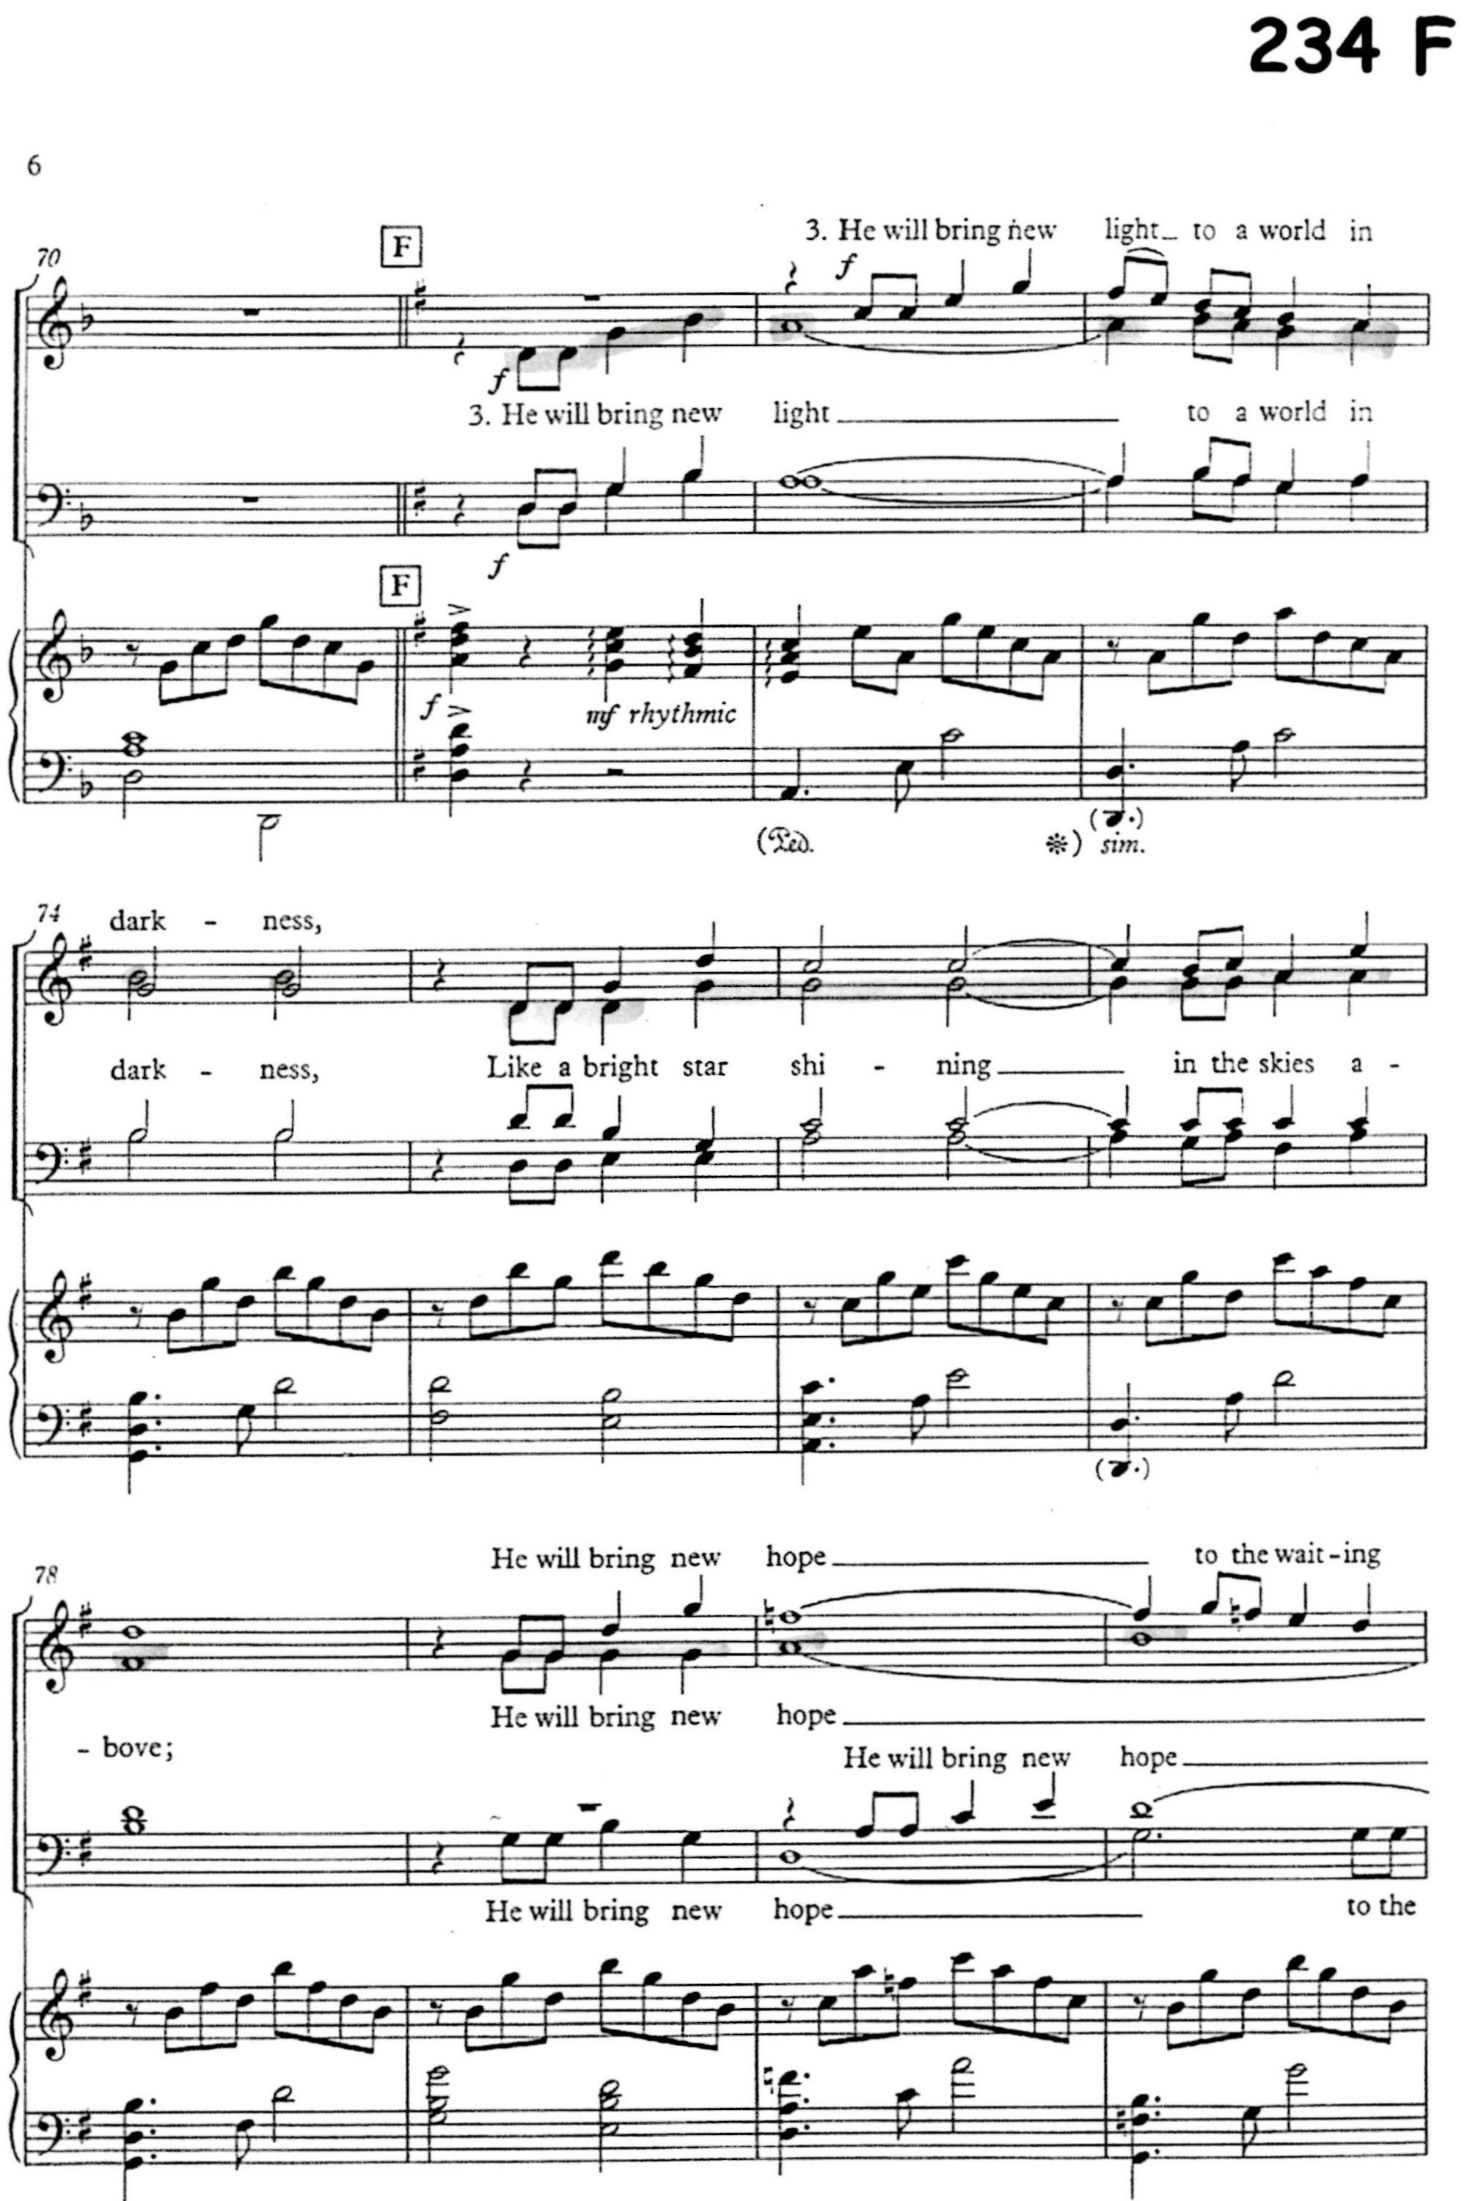 234 F
6
3. He will bring new light_ to a world in
70
F
f
f
3. He will bring new light to a world in
f
F
f
mf rhythmic
(Ped. *) sim.
74
dark - ness,
dark - ness, Like a bright star shi - ning in the skies a -
78
He will bring new hope to the wait-ing
He will bring new hope
- bove;
He will bring new hope
He will bring new hope to the